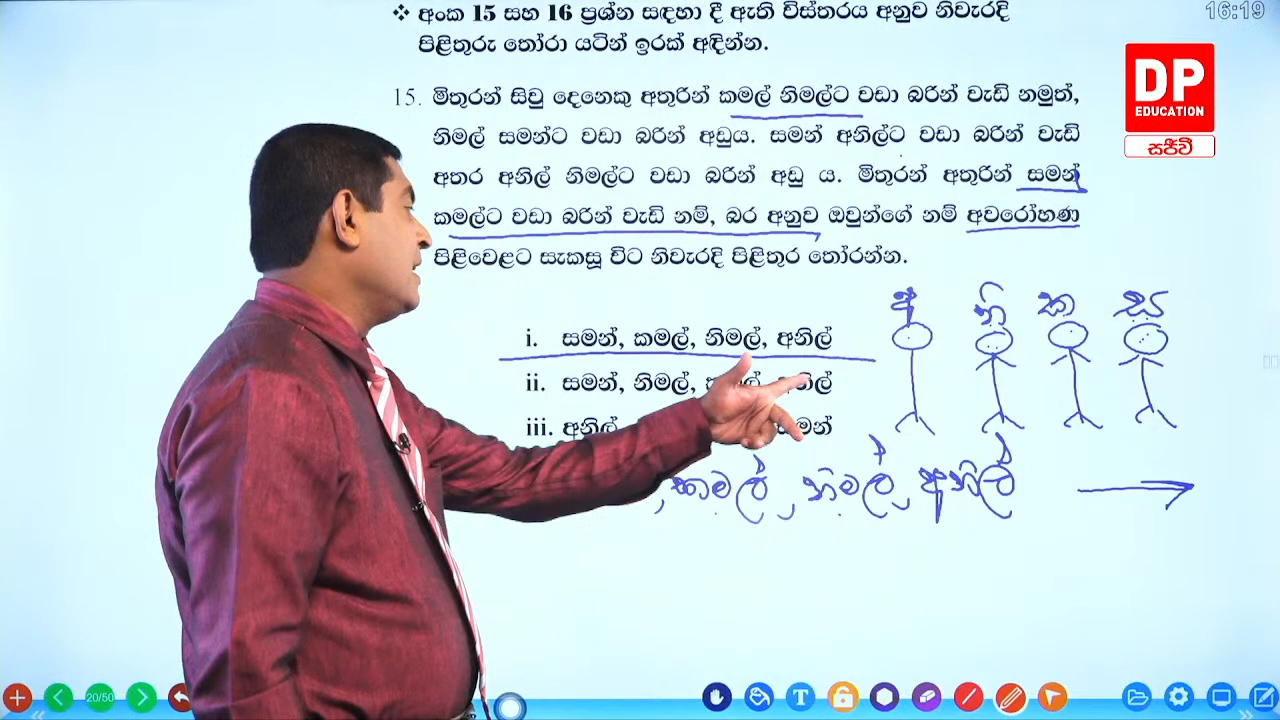 ❖ අංක 15 සහ 16 ප්‍රශ්න සඳහා දී ඇති විස්තරය අනුව නිවැරදි
පිළිතුරු තෝරා යටින් ඉරක් අඳින්න.
16:19
DP
EDUCATION
සජීවී
15. මිතුරන් සිවු දෙනෙකු අතුරින් කමල් නිමල්ට වඩා බරින් වැඩි නමුත්,
නිමල් සමන්ට වඩා බරින් අඩුය. සමන් අනිල්ට වඩා බරින් වැඩි
අතර අනිල් නිමල්ට වඩා බරින් අඩු ය. මිතුරන් අතුරින් සමන්
කමල්ට වඩා බරින් වැඩි නම්, බර අනුව ඔවුන්ගේ නම් අවරෝහණ
පිළිවෙළට සැකසූ විට නිවැරදි පිළිතුර තෝරන්න.
අ නි ක ස
i. සමන්, කමල්, නිමල්, අනිල්
ii. සමන්, නිමල්,
iii. අනිල් සමන්
, කමල්, නිමල්, අනිල්
20/50